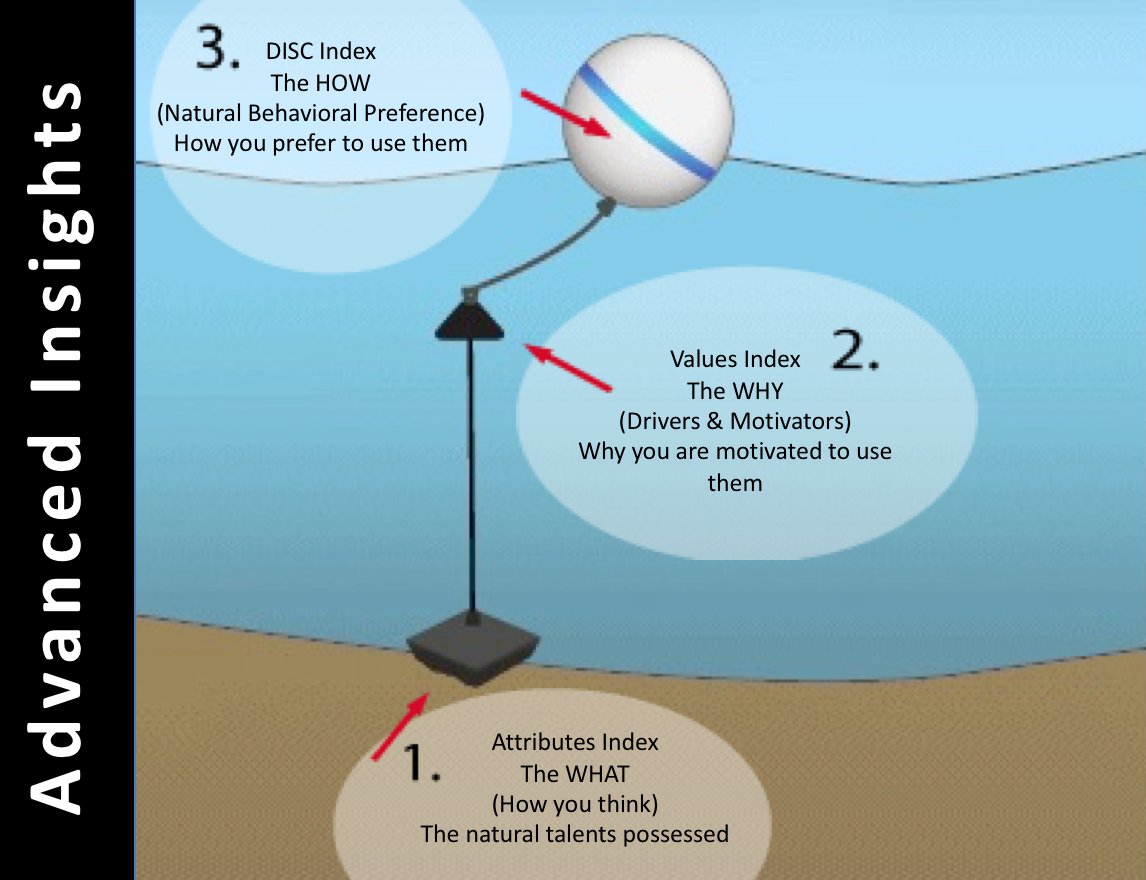 Advanced Insights
3.
DISC Index
The HOW
(Natural Behavioral Preference)
How you prefer to use them
2.
Values Index
The WHY
(Drivers & Motivators)
Why you are motivated to use
them
1.
Attributes Index
The WHAT
(How you think)
The natural talents possessed